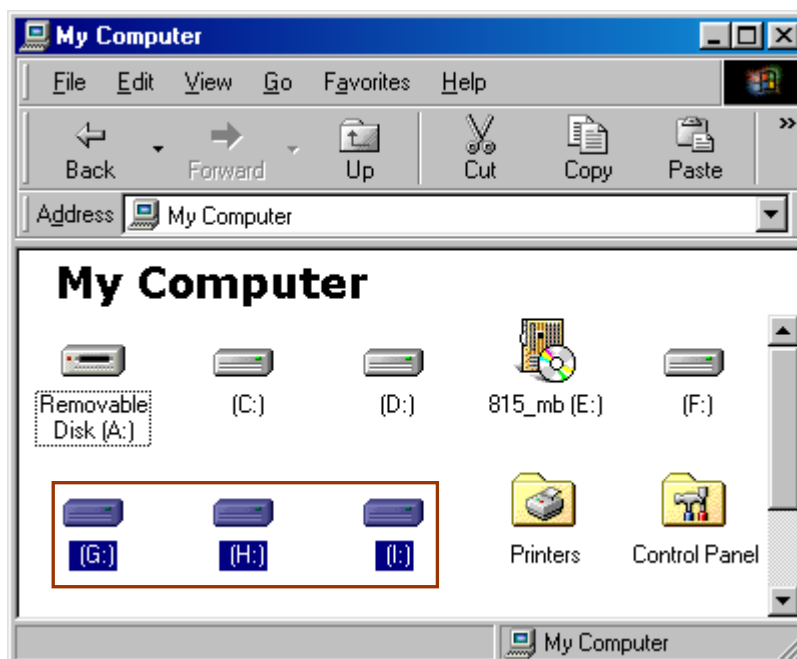 My Computer
File Edit View Go Favorites Help
Back Forward Up Cut Copy Paste »
Address My Computer
My Computer
Removable Disk (A:) (C:) (D:) 815_mb (E:) (F:)
(G:) (H:) (I:) Printers Control Panel
My Computer